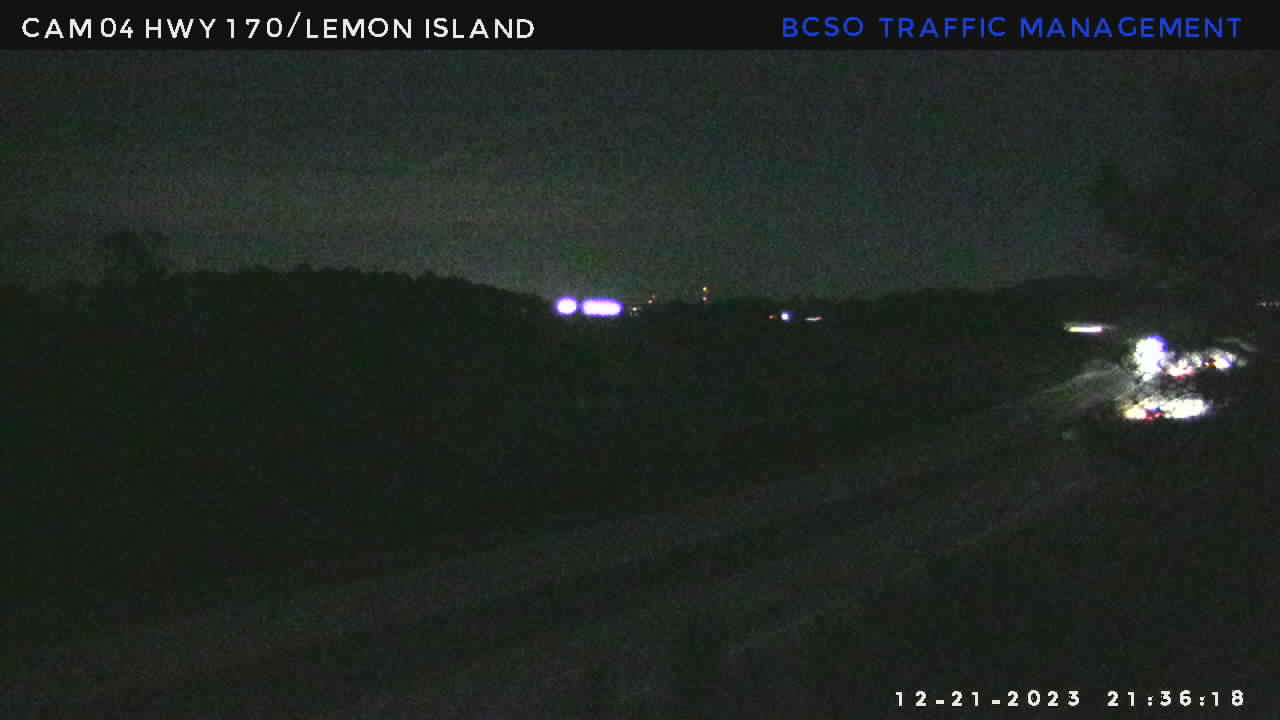 CAM04 HWY170/LEMON ISLAND
BCSO TRAFFIC MANAGEMENT
12-21-2023 21:36:18